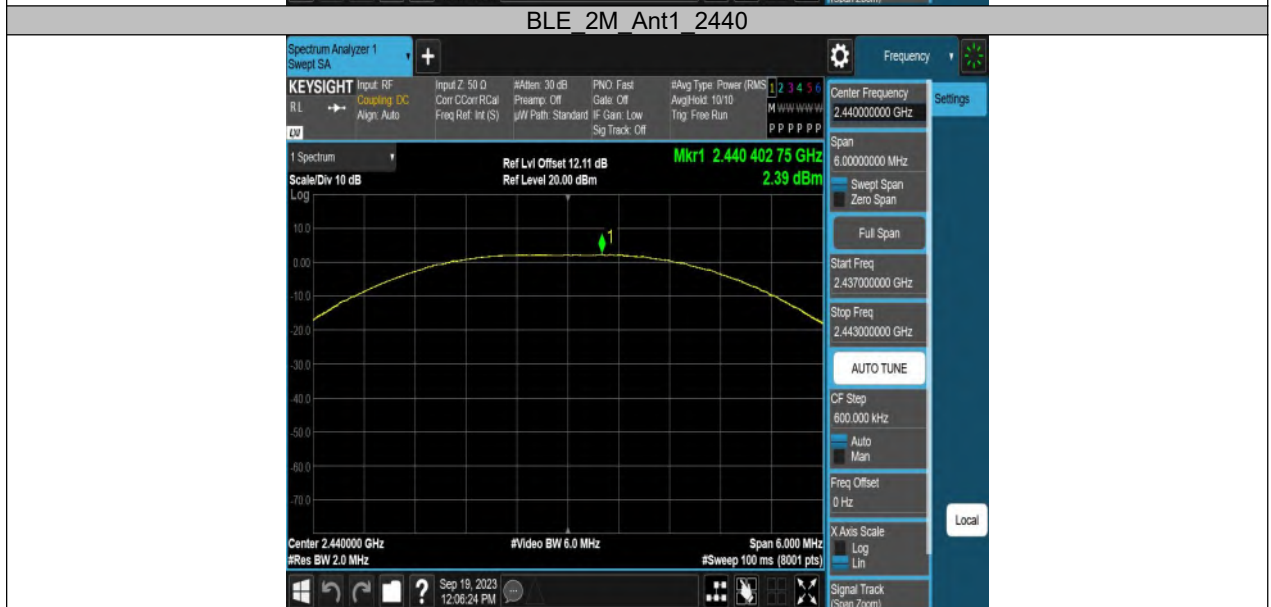 BLE_2M_Ant1_2440
Spectrum Analyzer 1
Swept SA
+
Frequency
KEYSIGHT
RL
LXI
Input: RF
Coupling: DC
Align: Auto
Input Z: 50 Ω
Corr CCorr RCal
Freq Ref: Int (S)
#Atten: 30 dB
Preamp: Off
µW Path: Standard
PNO: Fast
Gate: Off
IF Gain: Low
Sig Track: Off
#Avg Type: Power (RMS
Avg|Hold: 10/10
Trig: Free Run
1 2 3 4 5 6
M W W W W W
P P P P P P
Center Frequency
2.440000000 GHz
Settings
Span
6.00000000 MHz
Swept Span
Zero Span
Full Span
Start Freq
2.437000000 GHz
Stop Freq
2.443000000 GHz
AUTO TUNE
CF Step
600.000 kHz
Auto
Man
Freq Offset
0 Hz
X Axis Scale
Log
Lin
Signal Track
(Span Zoom)
Local
1 Spectrum
Scale/Div 10 dB
Log
Ref Lvl Offset 12.11 dB
Ref Level 20.00 dBm
Mkr1 2.440 402 75 GHz
2.39 dBm
1
10.0
0.00
-10.0
-20.0
-30.0
-40.0
-50.0
-60.0
-70.0
Center 2.440000 GHz
#Res BW 2.0 MHz
#Video BW 6.0 MHz
Span 6.000 MHz
#Sweep 100 ms (8001 pts)
?
Sep 19, 2023
12:06:24 PM